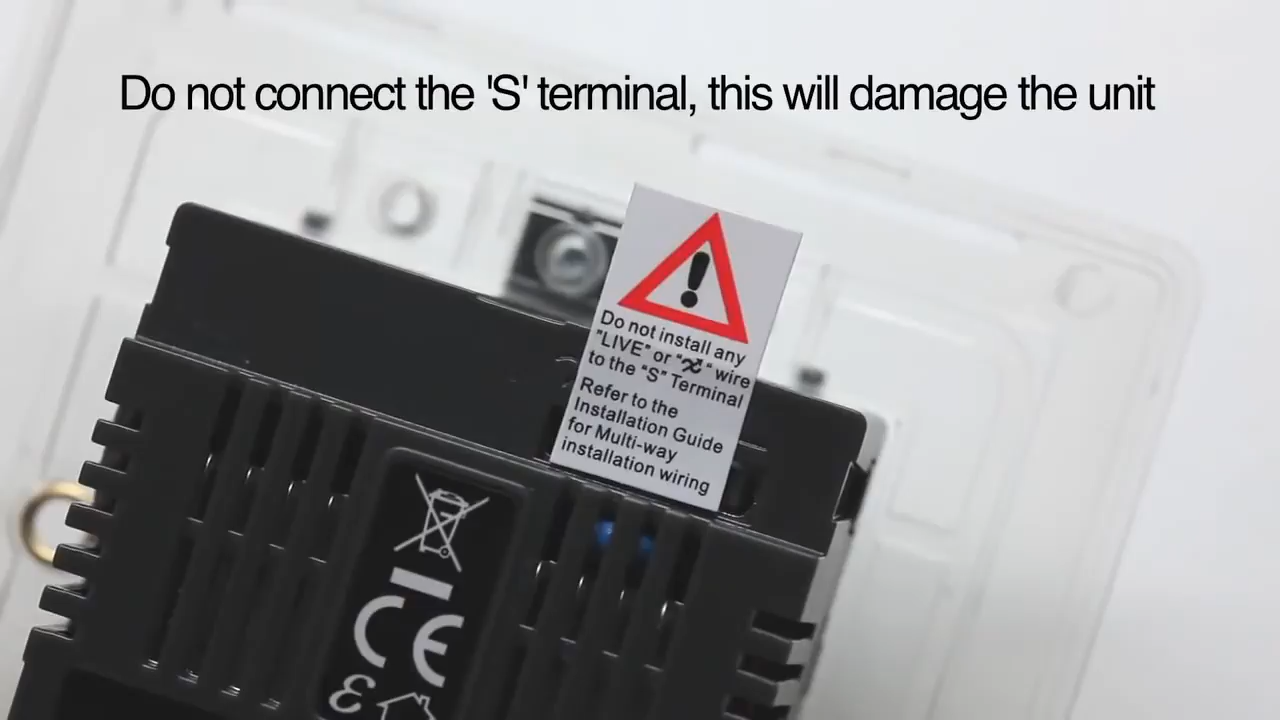 Do not connect the 'S' terminal, this will damage the unit
Do not install any
"LIVE" or " " wire
to the "S" Terminal
Refer to the
Installation Guide
for Multi-way
installation wiring
CE